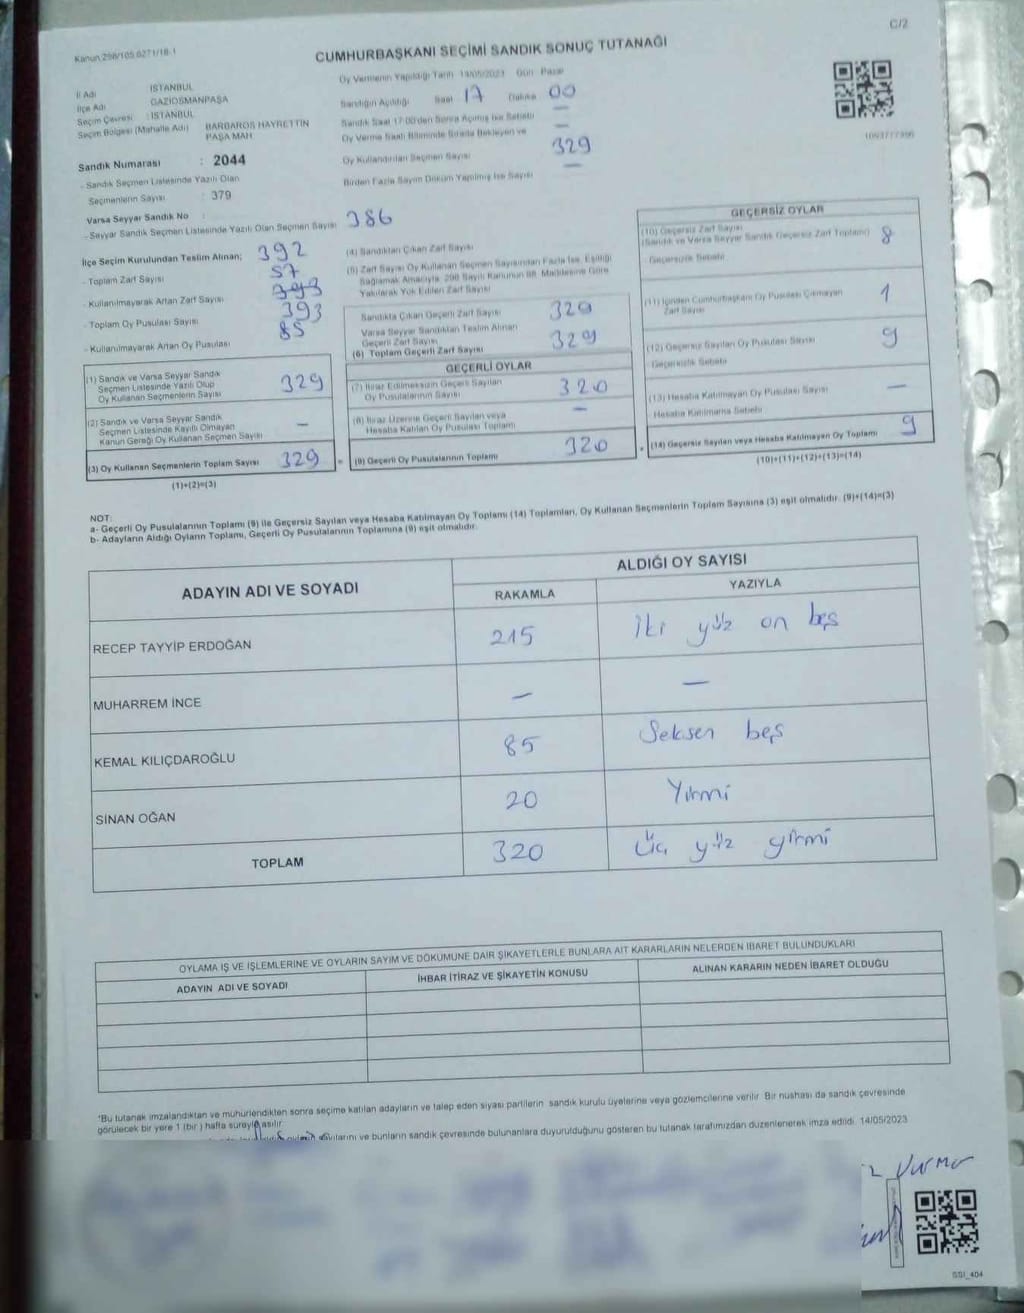 C/2
Kanun 298/105 6271/18 1
CUMHURBAŞKANI SEÇİMİ SANDIK SONUÇ TUTANAĞI
İl Adı İSTANBUL
İlçe Adı GAZİOSMANPAŞA
Seçim Çevresi : İSTANBUL
Seçim Bölgesi (Mahalle Adı) BARBAROS HAYRETTİN PAŞA MAH
Sandık Numarası : 2044
- Sandık Seçmen Listesinde Yazılı Olan
Seçmenlerin Sayısı : 379
Varsa Seyyar Sandık No :
- Seyyar Sandık Seçmen Listesinde Yazılı Olan Seçmen Sayısı 386
Oy Vermenin Yapıldığı Tarih 14/05/2023 Gün Pazar
Sandığın Açıldığı Saat 17 Dakika 00
Sandık Saat 17:00'den Sonra Açılmış İse Sebebi —
Oy Verme Saati Bitiminde Sırada Bekleyen ve —
Oy Kullandırılan Seçmen Sayısı 329
Birden Fazla Sayım Döküm Yapılmış İse Sayısı —
İlçe Seçim Kurulundan Teslim Alınan;
- Toplam Zarf Sayısı 392
- Kullanılmayarak Artan Zarf Sayısı 57
393
- Toplam Oy Pusulası Sayısı 393
- Kullanılmayarak Artan Oy Pusulası 85
(1) Sandık ve Varsa Seyyar Sandık
Seçmen Listesinde Yazılı Olup
Oy Kullanan Seçmenlerin Sayısı 329
(2) Sandık ve Varsa Seyyar Sandık
Seçmen Listesinde Kayıtlı Olmayan
Kanun Gereği Oy Kullanan Seçmen Sayısı —
(3) Oy Kullanan Seçmenlerin Toplam Sayısı 329
(1)+(2)=(3)
(4) Sandıktan Çıkan Zarf Sayısı
(5) Zarf Sayısı Oy Kullanan Seçmen Sayısından Fazla İse, Eşitliği
Sağlamak Amacıyla, 298 Sayılı Kanunun 98. Maddesine Göre
Yakılarak Yok Edilen Zarf Sayısı
Sandıkta Çıkan Geçerli Zarf Sayısı 329
Varsa Seyyar Sandıktan Teslim Alınan
Geçerli Zarf Sayısı
(6) Toplam Geçerli Zarf Sayısı 329
GEÇERLİ OYLAR
(7) İtiraz Edilmeksizin Geçerli Sayılan
Oy Pusulalarının Sayısı 320
(8) İtiraz Üzerine Geçerli Sayılan veya
Hesaba Katılan Oy Pusulası Toplamı —
(9) Geçerli Oy Pusulalarının Toplamı 320
GEÇERSİZ OYLAR
(10) Geçersiz Zarf Sayısı
(Sandık ve Varsa Seyyar Sandık Geçersiz Zarf Toplamı) 8
Geçersizlik Sebebi
(11) İçinden Cumhurbaşkanı Oy Pusulası Çıkmayan
Zarf Sayısı 1
(12) Geçersiz Sayılan Oy Pusulası Sayısı 9
Geçersizlik Sebebi
(13) Hesaba Katılmayan Oy Pusulası Sayısı —
Hesaba Katılmama Sebebi
(14) Geçersiz Sayılan veya Hesaba Katılmayan Oy Toplamı 9
(10)+(11)+(12)+(13)=(14)
NOT:
a- Geçerli Oy Pusulalarının Toplamı (9) ile Geçersiz Sayılan veya Hesaba Katılmayan Oy Toplamı (14) Toplamları, Oy Kullanan Seçmenlerin Toplam Sayısına (3) eşit olmalıdır. (9)+(14)=(3)
b- Adayların Aldığı Oyların Toplamı, Geçerli Oy Pusulalarının Toplamına (9) eşit olmalıdır.
ADAYIN ADI VE SOYADI ALDIĞI OY SAYISI
RAKAMLA YAZIYLA
RECEP TAYYİP ERDOĞAN 215 İki yüz on beş
MUHARREM İNCE — —
KEMAL KILIÇDAROĞLU 85 Seksen beş
SİNAN OĞAN 20 Yirmi
TOPLAM 320 Üç yüz yirmi
OYLAMA İŞ VE İŞLEMLERİNE VE OYLARIN SAYIM VE DÖKÜMÜNE DAİR ŞİKAYETLERLE BUNLARA AİT KARARLARIN NELERDEN İBARET BULUNDUKLARI
ADAYIN ADI VE SOYADI İHBAR İTİRAZ VE ŞİKAYETİN KONUSU ALINAN KARARIN NEDEN İBARET OLDUĞU
"Bu tutanak imzalandıktan ve mühürlendikten sonra seçime katılan adayların ve talep eden siyasi partilerin sandık kurulu üyelerine veya gözlemcilerine verilir. Bir nüshası da sandık çevresinde
görülecek bir yere 1 (bir ) hafta süreyle asılır.
ve bunların sandık çevresinde bulunanlara duyurulduğunu gösteren bu tutanak tarafımızdan düzenlenerek imza edildi. 14/05/2023
SSI_404